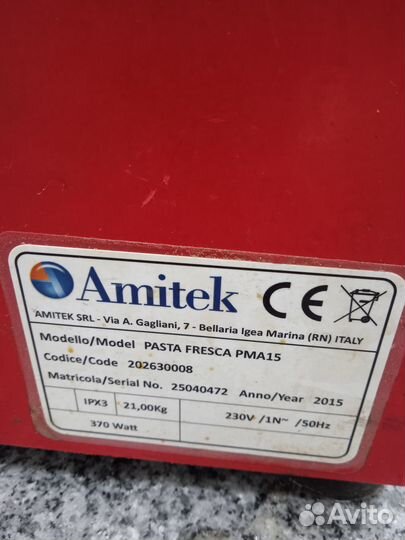 Amitek CE
AMITEK SRL - Via A. Gagliani, 7 - Bellaria Igea Marina (RN) ITALY
Modello/Model PASTA FRESCA PMA15
Codice/Code 202630008
Matricola/Serial No. 25040472 Anno/Year 2015
IPX3 21,00Kg 230V /1N~ /50Hz
370 Watt
Avito